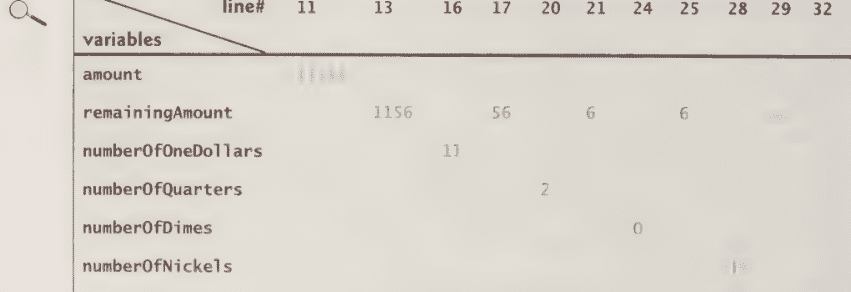 line# 11 13 16 17 20 21 24 25 28 29 32
variables
amount
remainingAmount 1156 56 6 6
numberOfOneDollars 11
numberOfQuarters 2
numberOfDimes 0
numberOfNickels